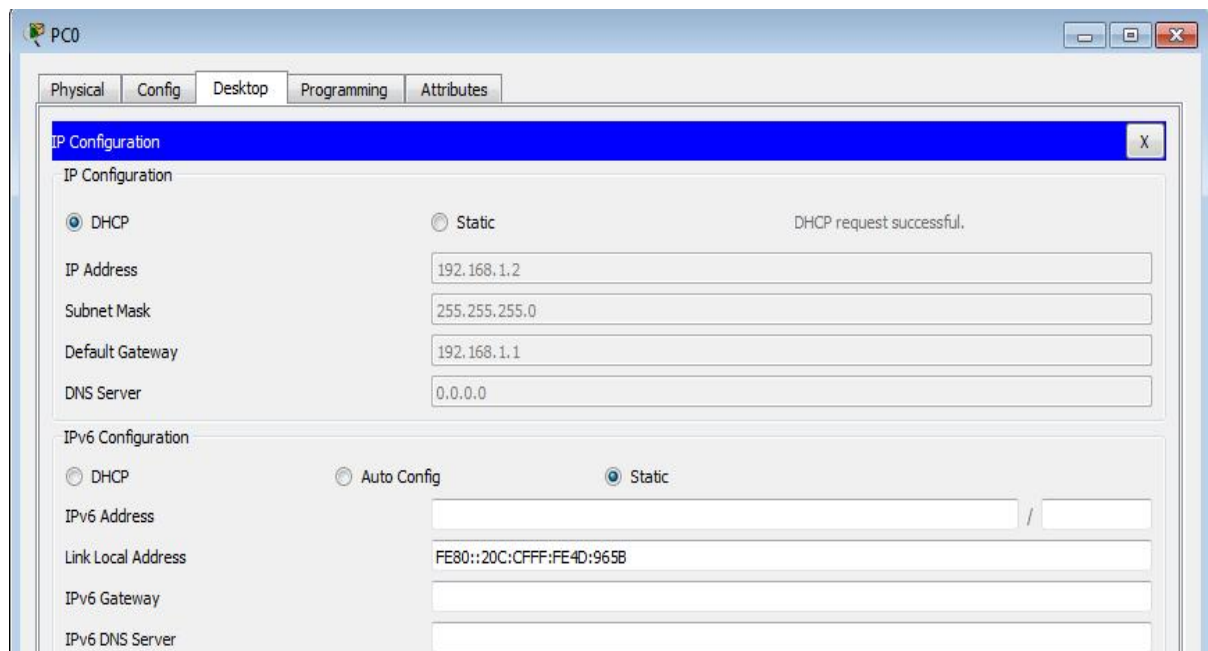 PC0
Physical Config Desktop Programming Attributes
IP Configuration X
IP Configuration
DHCP Static DHCP request successful.
IP Address 192.168.1.2
Subnet Mask 255.255.255.0
Default Gateway 192.168.1.1
DNS Server 0.0.0.0
IPv6 Configuration
DHCP Auto Config Static
IPv6 Address /
Link Local Address FE80::20C:CFFF:FE4D:965B
IPv6 Gateway
IPv6 DNS Server